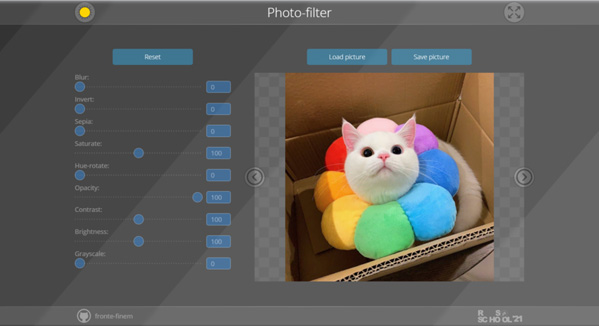 Photo-filter
Reset
Load picture
Save picture
Blur:
0
Invert:
0
Sepia:
0
Saturate:
100
Hue-rotate:
0
Opacity:
100
Contrast:
100
Brightness:
100
Grayscale:
0
fronte-finem
RS
SCHOOL'21